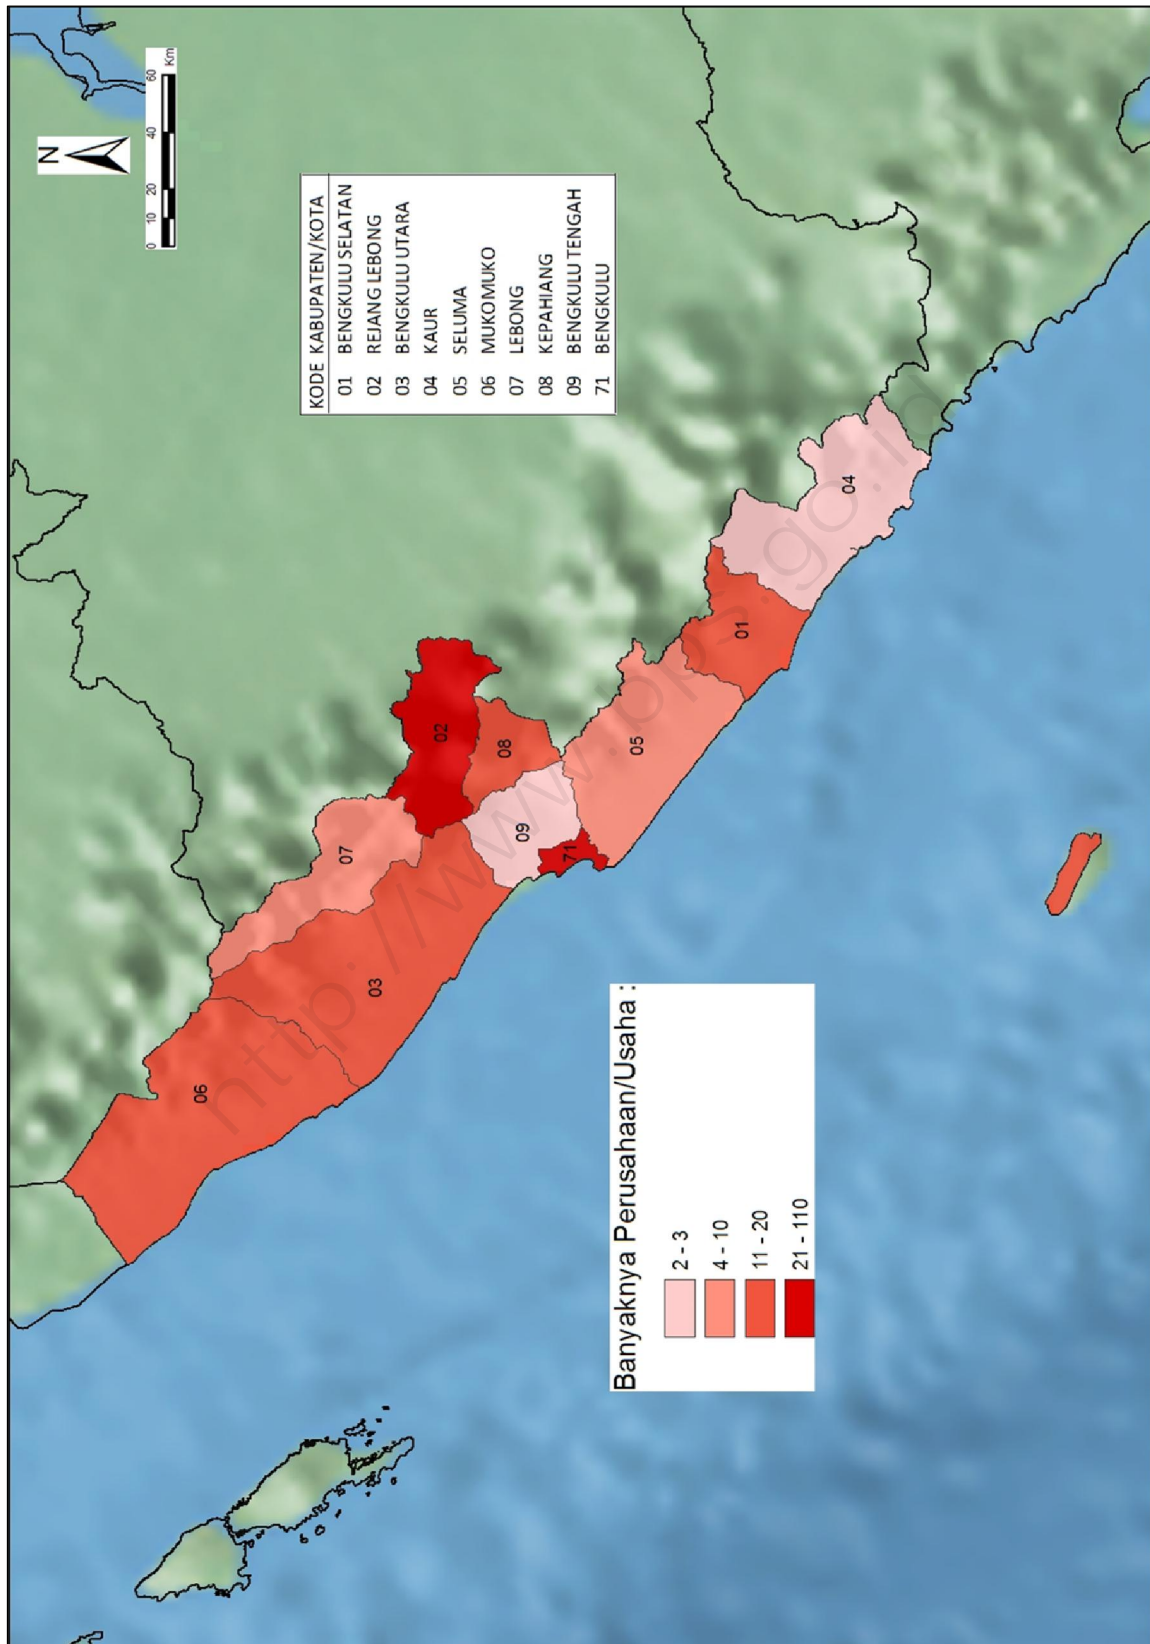 N
0 10 20 40 60
Km
KODE KABUPATEN/KOTA
01 BENGKULU SELATAN
02 REJANG LEBONG
03 BENGKULU UTARA
04 KAUR
05 SELUMA
06 MUKOMUKO
07 LEBONG
08 KEPAHIANG
09 BENGKULU TENGAH
71 BENGKULU
06
07
03
02
08
09
71
05
01
04
Banyaknya Perusahaan/Usaha :
2 - 3
4 - 10
11 - 20
21 - 110
http://www.bps.go.id